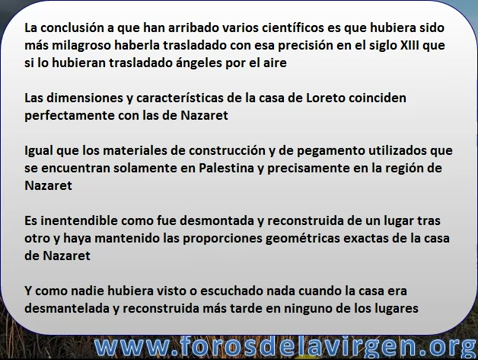 La conclusión a que han arribado varios científicos es que hubiera sido
más milagroso haberla trasladado con esa precisión en el siglo XIII que
si lo hubieran trasladado ángeles por el aire
Las dimensiones y características de la casa de Loreto coinciden
perfectamente con las de Nazaret
Igual que los materiales de construcción y de pegamento utilizados que
se encuentran solamente en Palestina y precisamente en la región de
Nazaret
Es inentendible como fue desmontada y reconstruida de un lugar tras
otro y haya mantenido las proporciones geométricas exactas de la casa
de Nazaret
Y como nadie hubiera visto o escuchado nada cuando la casa era
desmantelada y reconstruida más tarde en ninguno de los lugares
www.forosdelavirgen.org